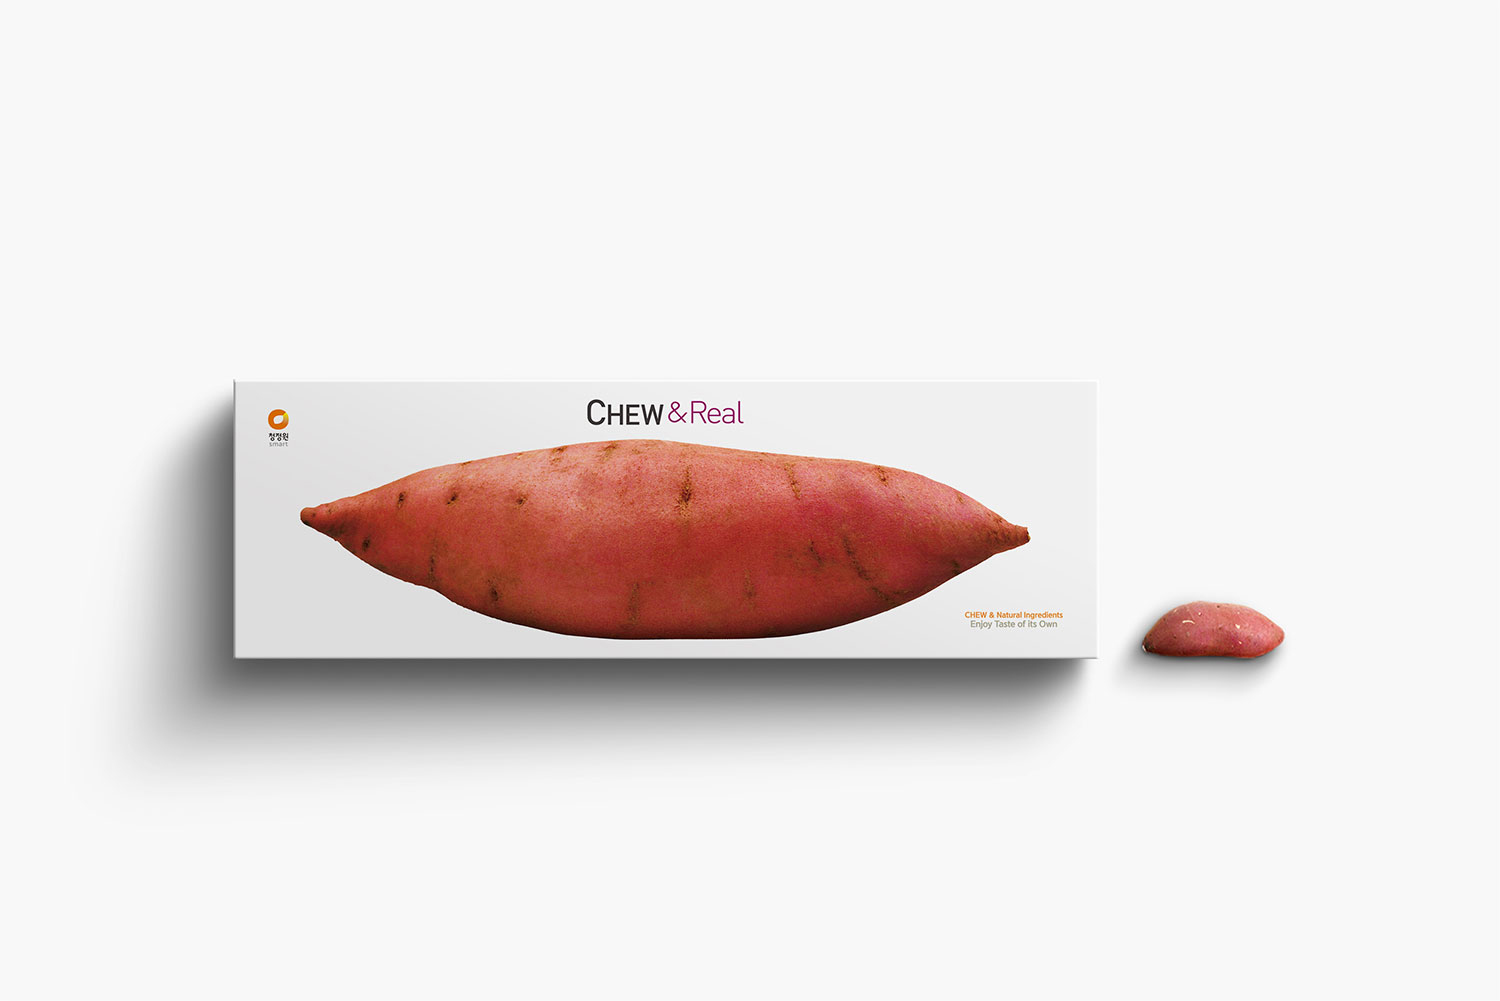 CHEW & Real
청정원
smart
CHEW & Natural Ingredients
Enjoy Taste of its Own